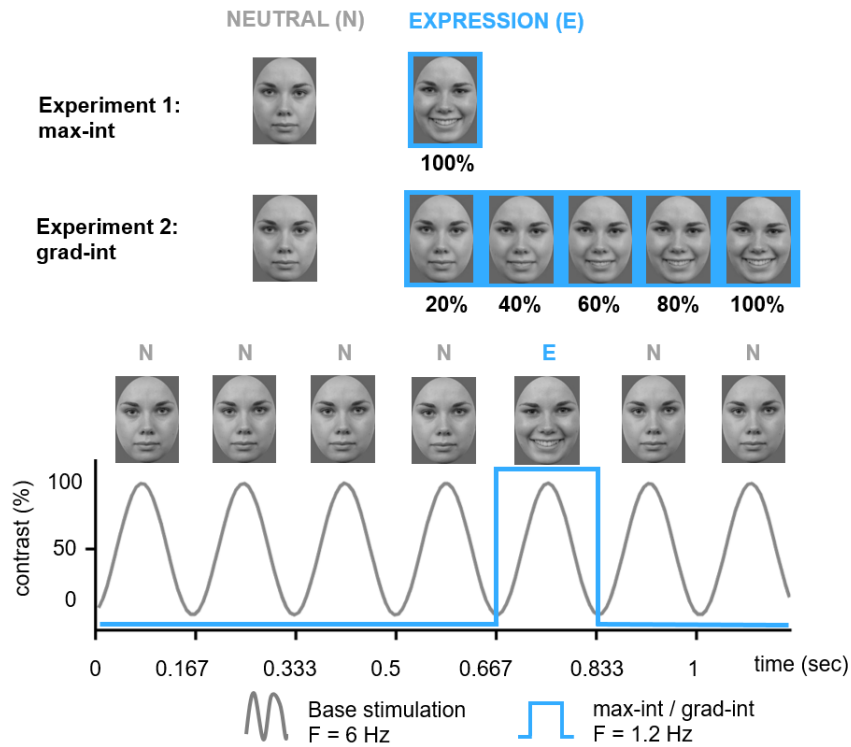 NEUTRAL (N) EXPRESSION (E)
Experiment 1:
max-int
100%
Experiment 2:
grad-int
20% 40% 60% 80% 100%
N N N N E N N
contrast (%)
100
50
0
0 0.167 0.333 0.5 0.667 0.833 1 time (sec)
Base stimulation
F = 6 Hz
max-int / grad-int
F = 1.2 Hz